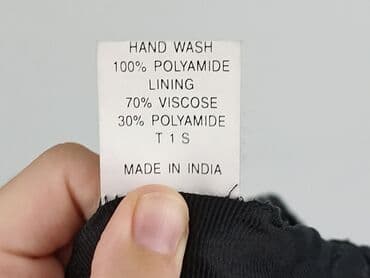 HAND WASH
100% POLYAMIDE
LINING
70% VISCOSE
30% POLYAMIDE
T 1 S
MADE IN INDIA